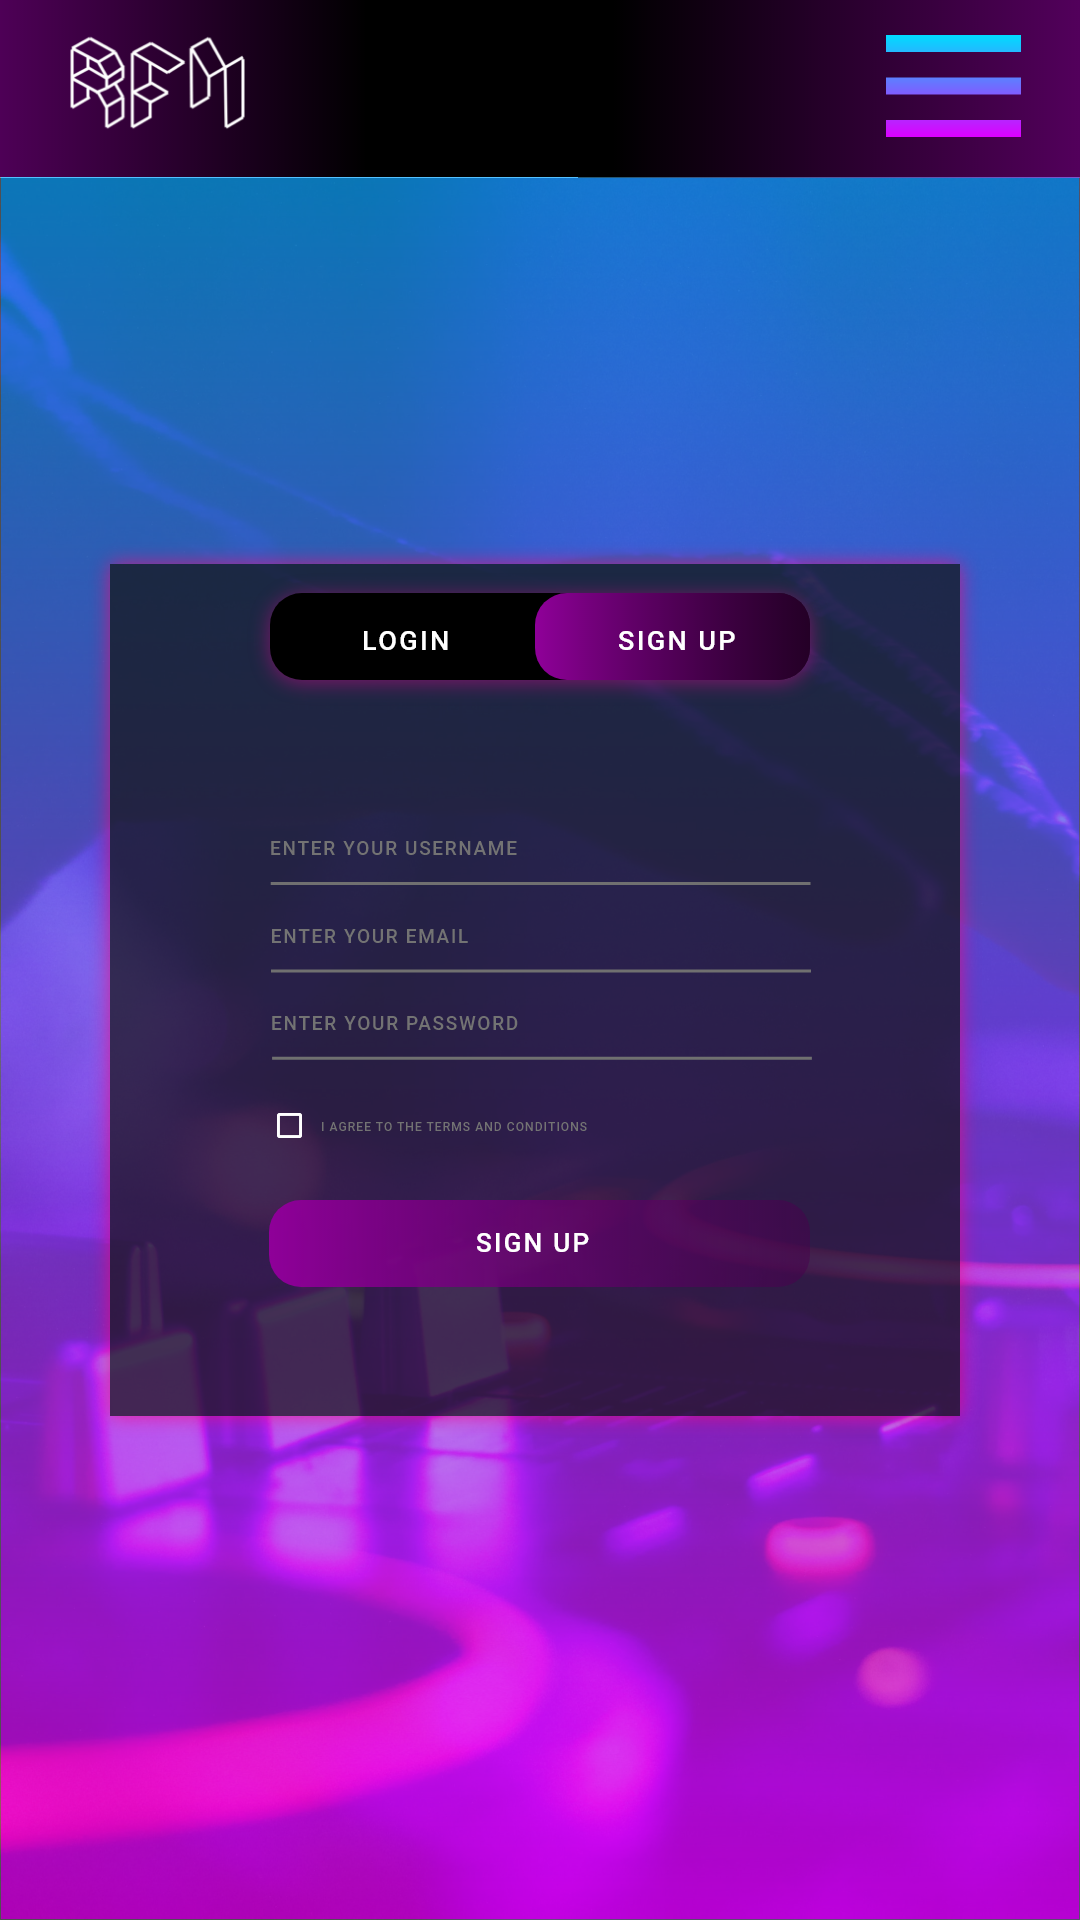 RFM
LOGIN
SIGN UP
ENTER YOUR USERNAME
ENTER YOUR EMAIL
ENTER YOUR PASSWORD
I AGREE TO THE TERMS AND CONDITIONS
SIGN UP